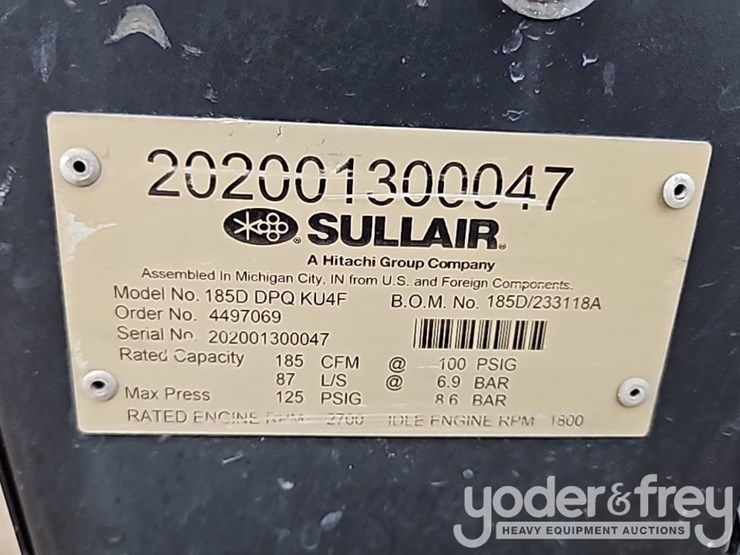 202001300047
SULLAIR
A Hitachi Group Company
Assembled In Michigan City, IN from U.S. and Foreign Components.
Model No. 185D DPQ KU4F B.O.M. No. 185D/233118A
Order No. 4497069
Serial No. 202001300047
Rated Capacity 185 CFM @ 100 PSIG
87 L/S @ 6.9 BAR
Max Press 125 PSIG 8.6 BAR
RATED ENGINE RPM 2700 IDLE ENGINE RPM 1800
yoder&frey
HEAVY EQUIPMENT AUCTIONS